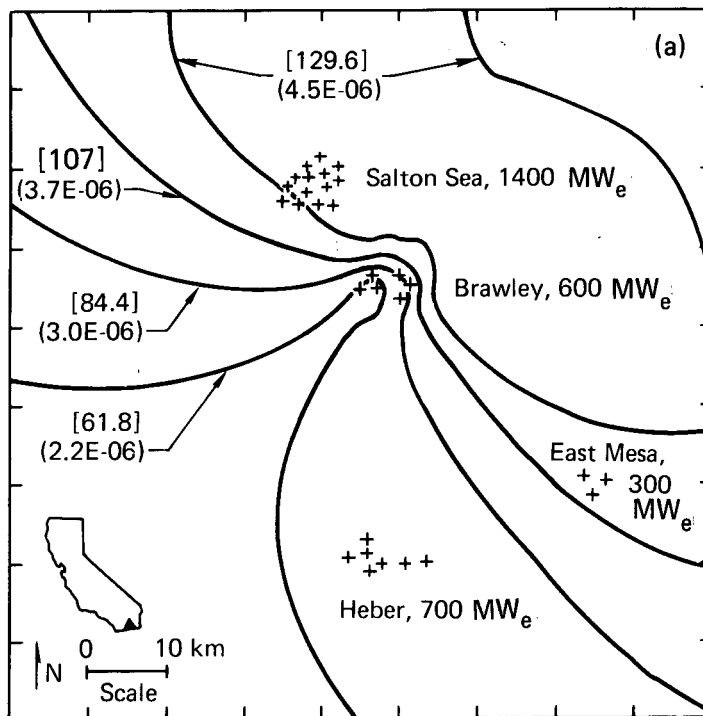 (a)
[129.6]
(4.5E-06)
[107]
(3.7E-06)
Salton Sea, 1400 MWe
[84.4]
(3.0E-06)
Brawley, 600 MWe
[61.8]
(2.2E-06)
East Mesa,
300
MWe
Heber, 700 MWe
0 10 km
N
Scale